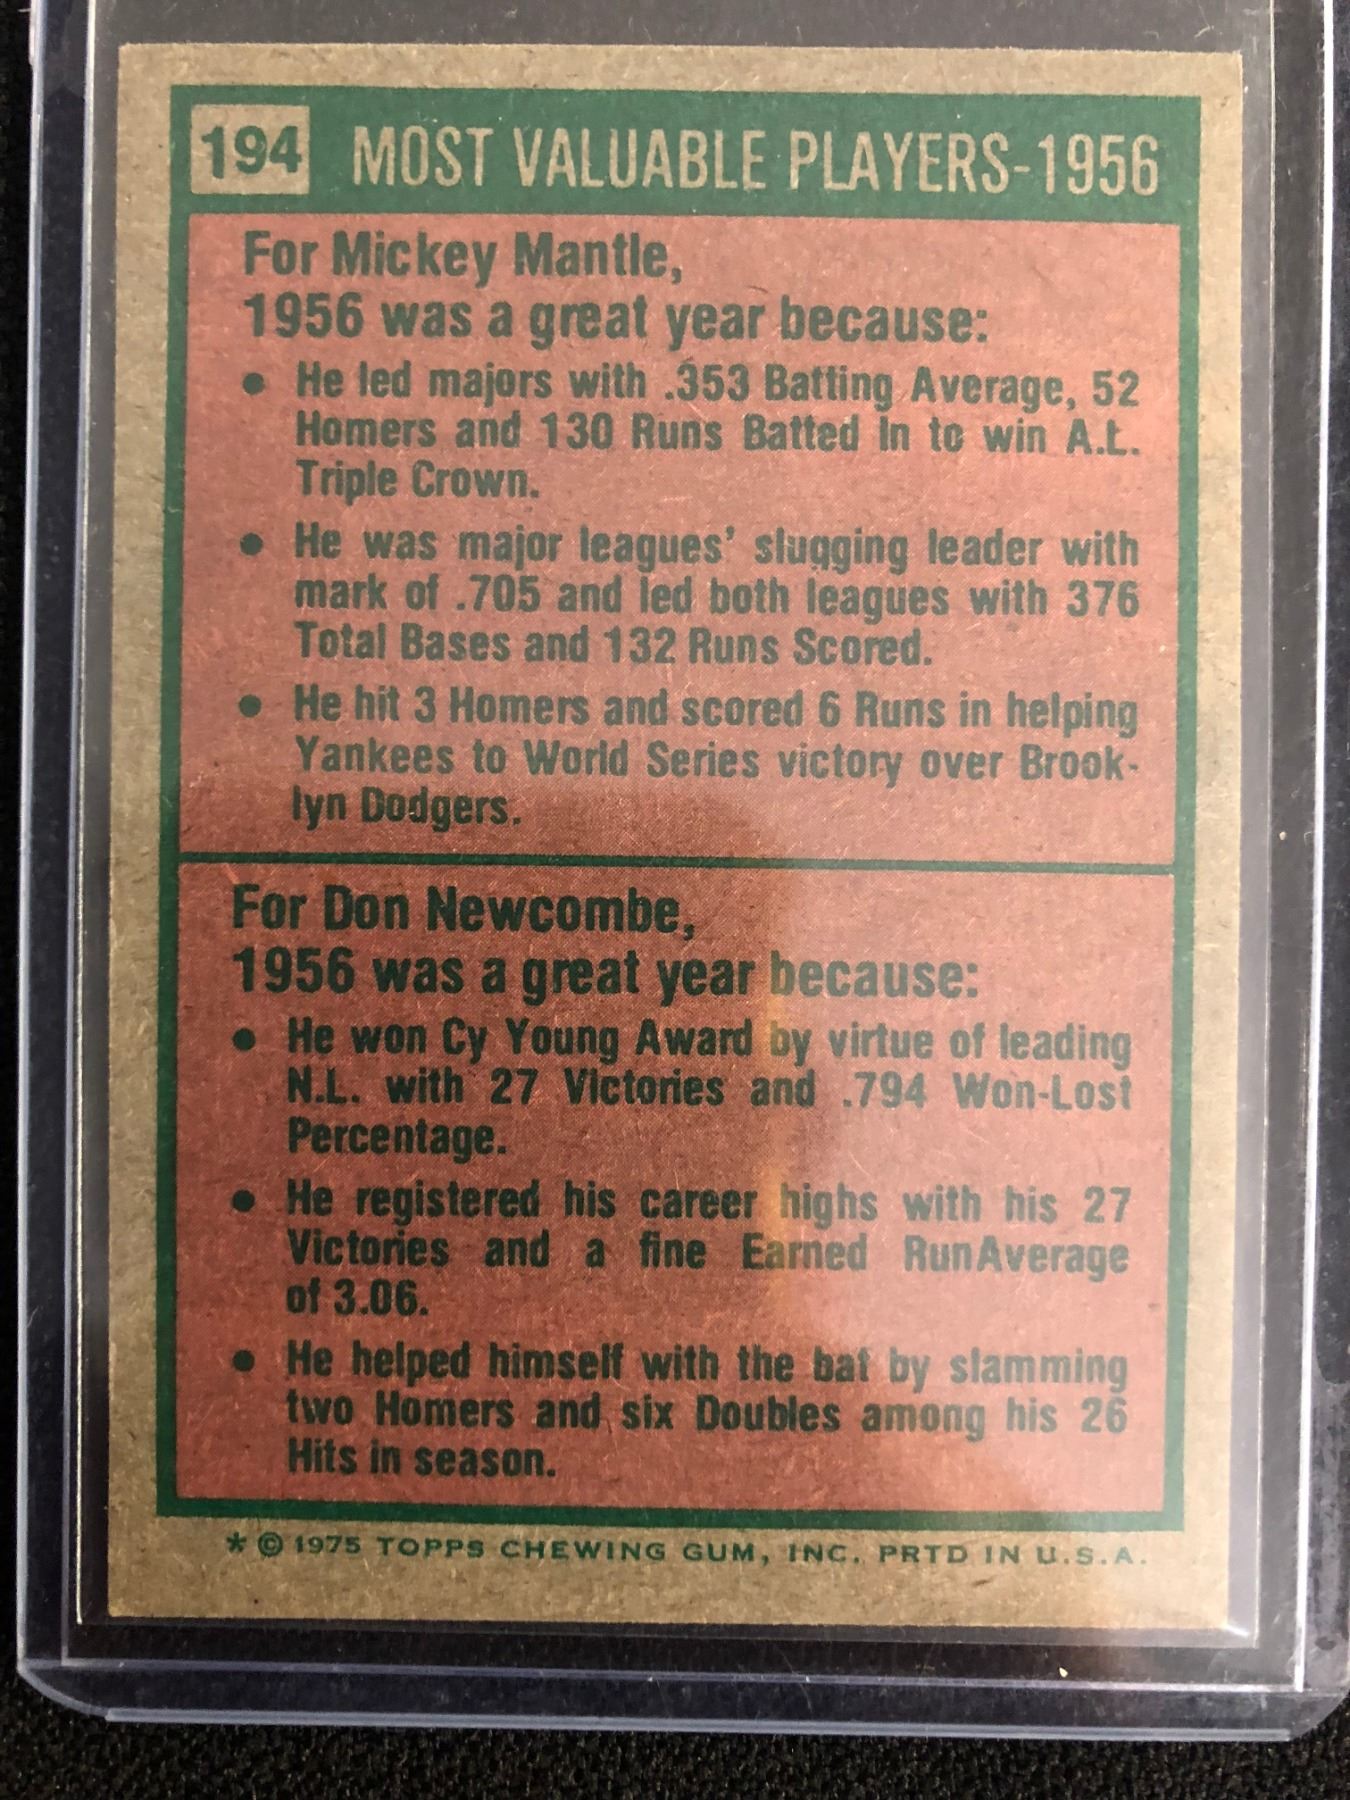 194 MOST VALUABLE PLAYERS-1956
For Mickey Mantle,
1956 was a great year because:
• He led majors with .353 Batting Average, 52
Homers and 130 Runs Batted In to win A.L.
Triple Crown.
• He was major leagues' slugging leader with
mark of .705 and led both leagues with 376
Total Bases and 132 Runs Scored.
• He hit 3 Homers and scored 6 Runs in helping
Yankees to World Series victory over Brook-
lyn Dodgers.
For Don Newcombe,
1956 was a great year because:
• He won Cy Young Award by virtue of leading
N.L. with 27 Victories and .794 Won-Lost
Percentage.
• He registered his career highs with his 27
Victories and a fine Earned Run Average
of 3.06.
• He helped himself with the bat by slamming
two Homers and six Doubles among his 26
Hits in season.
* © 1975 TOPPS CHEWING GUM, INC. PRTD IN U.S.A.